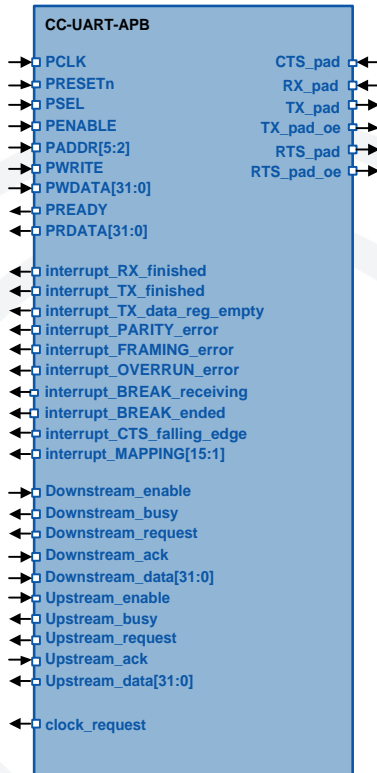 CC-UART-APB
PCLK
PRESETn
PSEL
PENABLE
PADDR[5:2]
PWRITE
PWDATA[31:0]
PREADY
PRDATA[31:0]
interrupt_RX_finished
interrupt_TX_finished
interrupt_TX_data_reg_empty
interrupt_PARITY_error
interrupt_FRAMING_error
interrupt_OVERRUN_error
interrupt_BREAK_receiving
interrupt_BREAK_ended
interrupt_CTS_falling_edge
interrupt_MAPPING[15:1]
Downstream_enable
Downstream_busy
Downstream_request
Downstream_ack
Downstream_data[31:0]
Upstream_enable
Upstream_busy
Upstream_request
Upstream_ack
Upstream_data[31:0]
clock_request
CTS_pad
RX_pad
TX_pad
TX_pad_oe
RTS_pad
RTS_pad_oe